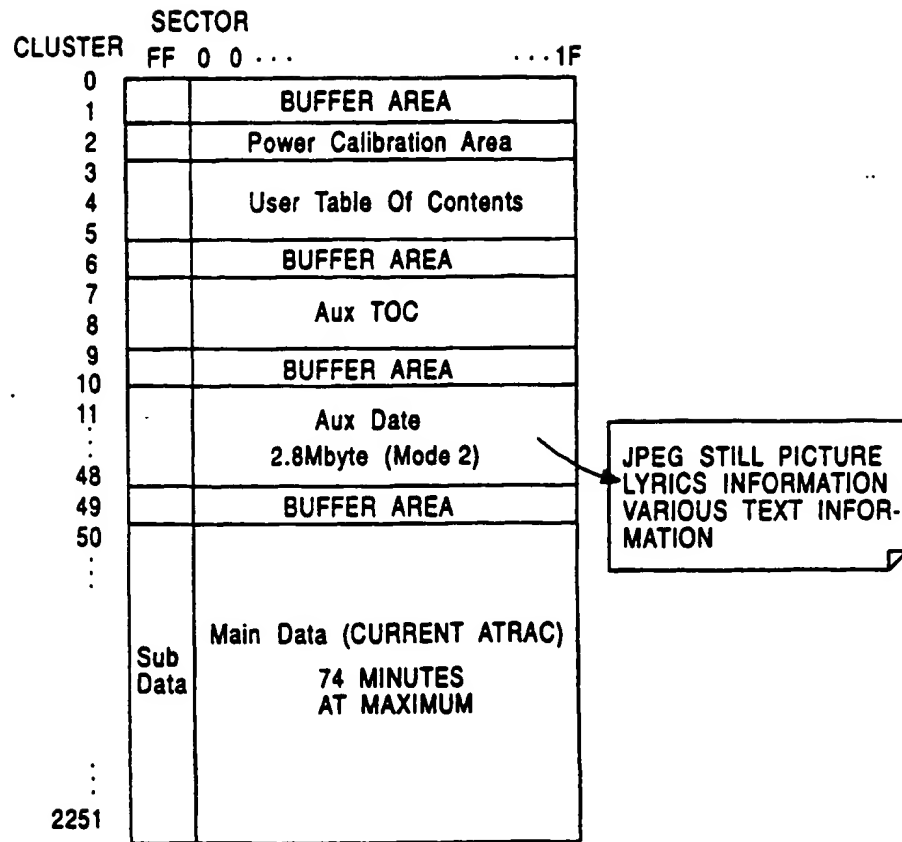 SECTOR
CLUSTER FF 0 0 ··· ···1F
0
1 BUFFER AREA
2 Power Calibration Area
3
4 User Table Of Contents
5
6 BUFFER AREA
7
8 Aux TOC
9
BUFFER AREA
10
11 Aux Date
2.8Mbyte (Mode 2)
48
49 BUFFER AREA
50
JPEG STILL PICTURE
LYRICS INFORMATION
VARIOUS TEXT INFOR-
MATION
Sub
Data
Main Data (CURRENT ATRAC)
74 MINUTES
AT MAXIMUM
2251